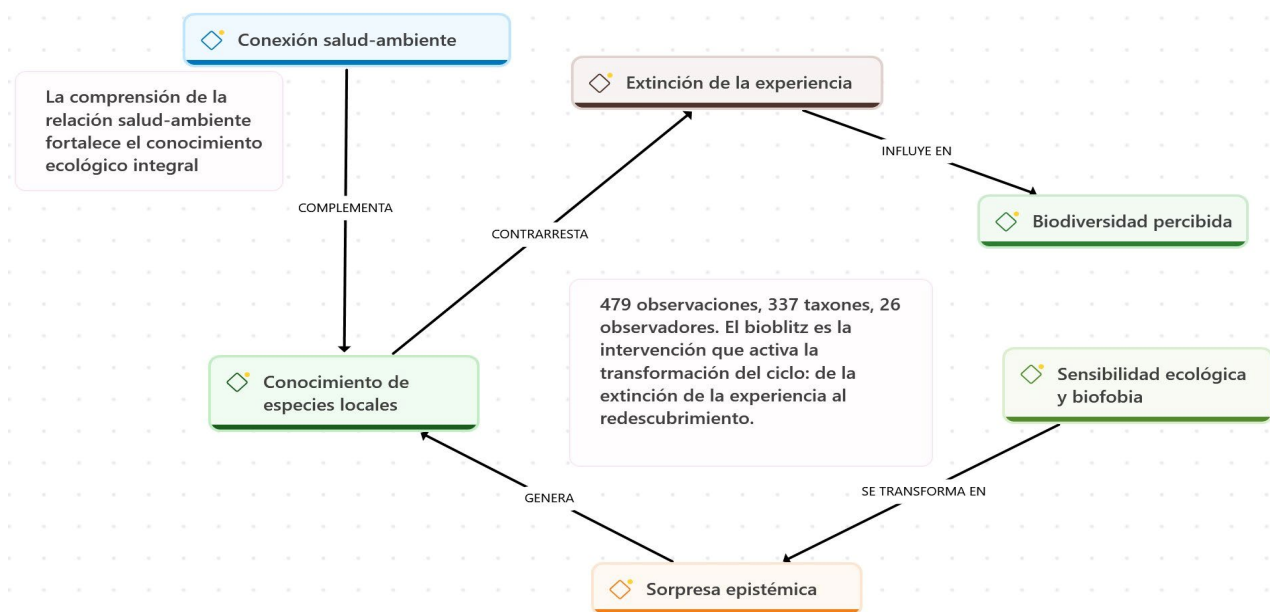 Conexión salud-ambiente
La comprensión de la
relación salud-ambiente
fortalece el conocimiento
ecológico integral
Extinción de la experiencia
INFLUYE EN
COMPLEMENTA
CONTRARRESTA
Biodiversidad percibida
479 observaciones, 337 taxones, 26
observadores. El bioblitz es la
intervención que activa la
transformación del ciclo: de la
extinción de la experiencia al
redescubrimiento.
Conocimiento de
especies locales
Sensibilidad ecológica
y biofobia
GENERA
SE TRANSFORMA EN
Sorpresa epistémica